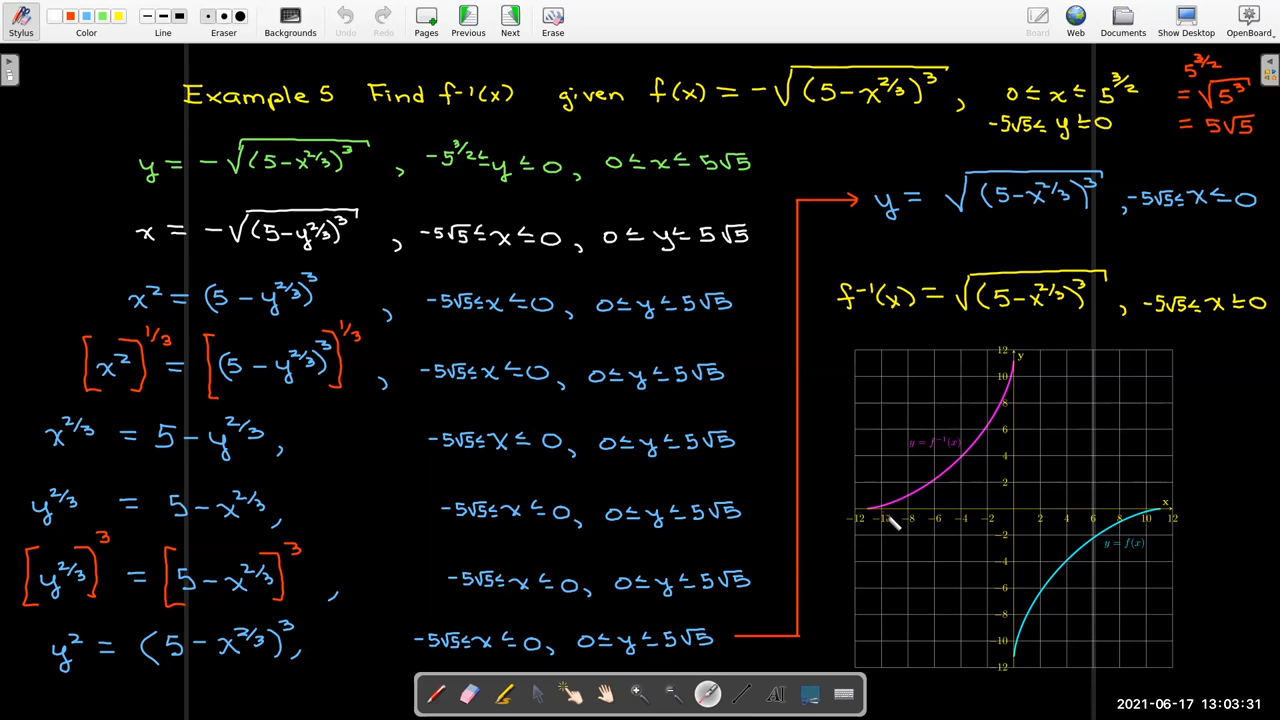 Stylus Color Line Eraser Backgrounds Undo Redo Pages Previous Next Erase Board Web Documents Show Desktop OpenBoard
Example 5 Find f⁻¹(x) given f(x) = -√((5-x^(2/3))³) , 0 ≤ x ≤ 5^(3/2)
-5√5 ≤ y ≤ 0
5^(3/2)
= √(5³)
= 5√5
y = -√((5-x^(2/3))³) , -5^(3/2) ≤ y ≤ 0, 0 ≤ x ≤ 5√5
x = -√((5-y^(2/3))³) , -5√5 ≤ x ≤ 0, 0 ≤ y ≤ 5√5
x² = (5 - y^(2/3))³ , -5√5 ≤ x ≤ 0, 0 ≤ y ≤ 5√5
[x²]^(1/3) = [(5 - y^(2/3))³]^(1/3) , -5√5 ≤ x ≤ 0, 0 ≤ y ≤ 5√5
x^(2/3) = 5 - y^(2/3), -5√5 ≤ x ≤ 0, 0 ≤ y ≤ 5√5
y^(2/3) = 5 - x^(2/3), -5√5 ≤ x ≤ 0, 0 ≤ y ≤ 5√5
[y^(2/3)]³ = [5 - x^(2/3)]³ , -5√5 ≤ x ≤ 0, 0 ≤ y ≤ 5√5
y² = (5 - x^(2/3))³, -5√5 ≤ x ≤ 0, 0 ≤ y ≤ 5√5
y = √((5-x^(2/3))³) , -5√5 ≤ x ≤ 0
f⁻¹(x) = √((5-x^(2/3))³) , -5√5 ≤ x ≤ 0
12 y
10
8
6
y = f⁻¹(x)
4
2
x
-12 -8 -6 -4 -2 2 4 6 8 10 12
-2
y = f(x)
-4
-6
-8
-10
-12
AI
2021-06-17 13:03:31